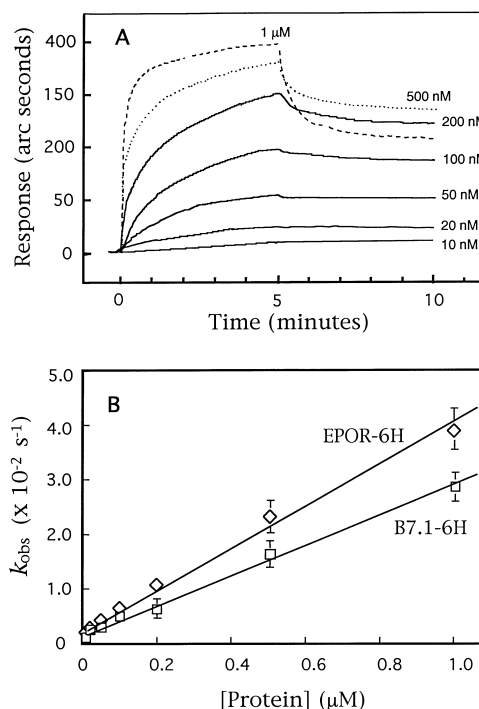 A
1 μM
500 nM
200 nM
100 nM
50 nM
20 nM
10 nM
400
150
200
50
0
Response (arc seconds)
0
5
10
Time (minutes)
B
EPOR-6H
B7.1-6H
5.0
4.0
3.0
2.0
1.0
0
kobs (x 10-2 s-1)
0
0.2
0.4
0.6
0.8
1.0
[Protein] (μM)